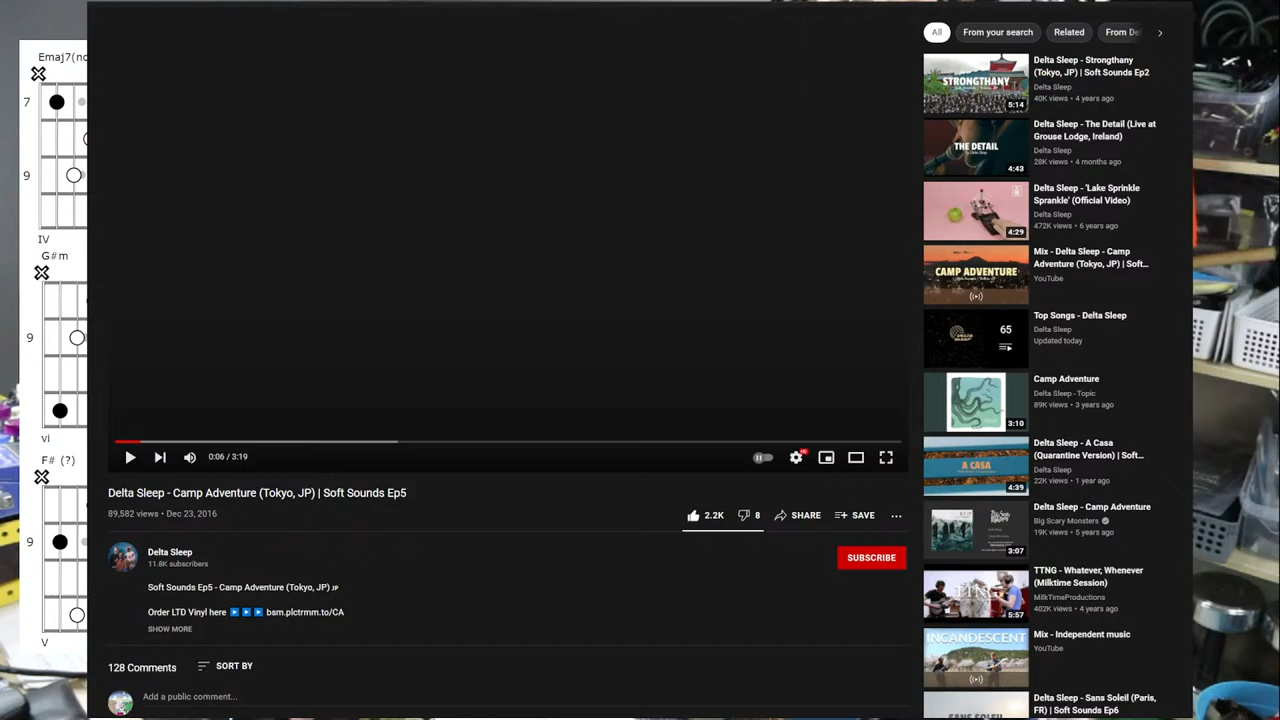 Emaj7(no
7
9
IV
G#m
9
vi
F# (?)
9
V
0:06 / 3:19
HD
Delta Sleep - Camp Adventure (Tokyo, JP) | Soft Sounds Ep5
89,582 views • Dec 23, 2016
2.2K
8
SHARE
SAVE
Delta Sleep
11.8K subscribers
SUBSCRIBE
Soft Sounds Ep5 - Camp Adventure (Tokyo, JP) JP
Order LTD Vinyl here ▶▶▶ bsm.plctrmm.to/CA
SHOW MORE
128 Comments
SORT BY
Add a public comment...
All
From your search
Related
From De
STRONGTHANY
5:14
Delta Sleep - Strongthany
(Tokyo, JP) | Soft Sounds Ep2
Delta Sleep
40K views • 4 years ago
THE DETAIL
4:43
Delta Sleep - The Detail (Live at
Grouse Lodge, Ireland)
Delta Sleep
28K views • 4 months ago
4:29
Delta Sleep - 'Lake Sprinkle
Sprankle' (Official Video)
Delta Sleep
472K views • 6 years ago
CAMP ADVENTURE
Mix - Delta Sleep - Camp
Adventure (Tokyo, JP) | Soft...
YouTube
65
Top Songs - Delta Sleep
Delta Sleep
Updated today
3:10
Camp Adventure
Delta Sleep - Topic
89K views • 3 years ago
A CASA
4:39
Delta Sleep - A Casa
(Quarantine Version) | Soft...
Delta Sleep
22K views • 1 year ago
3:07
Delta Sleep - Camp Adventure
Big Scary Monsters
19K views • 5 years ago
TTNG
5:57
TTNG - Whatever, Whenever
(Milktime Session)
MilkTimeProductions
402K views • 4 years ago
INCANDESCENT
Mix - Independent music
YouTube
SANS SOLEIL
Delta Sleep - Sans Soleil (Paris,
FR) | Soft Sounds Ep6